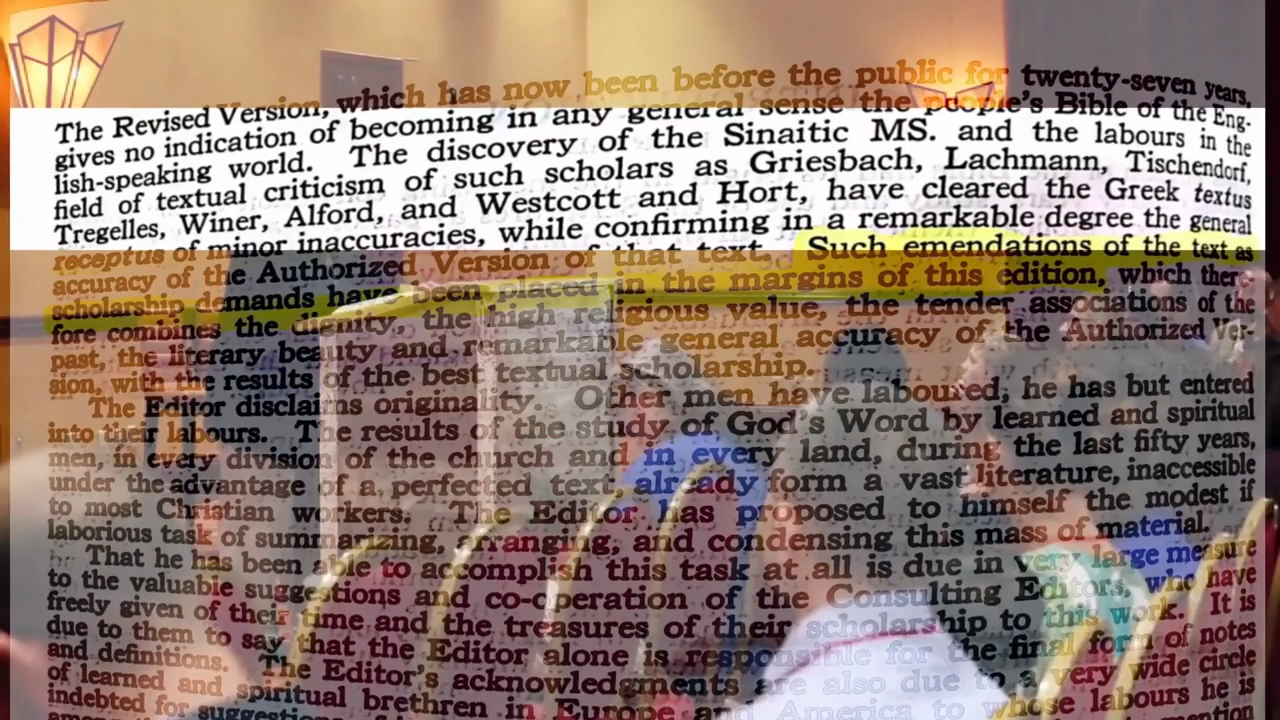 The Revised Version, which has now been before the public for twenty-seven years,
gives no indication of becoming in any general sense the people's Bible of the Eng-
lish-speaking world. The discovery of the Sinaitic MS. and the labours in the
field of textual criticism of such scholars as Griesbach, Lachmann, Tischendorf,
Tregelles, Winer, Alford, and Westcott and Hort, have cleared the Greek textus
receptus of minor inaccuracies, while confirming in a remarkable degree the general
accuracy of the Authorized Version of that text. Such emendations of the text as
scholarship demands have been placed in the margins of this edition, which there-
fore combines the dignity, the high religious value, the tender associations of the
past, the literary beauty and remarkable general accuracy of the Authorized Ver-
sion, with the results of the best textual scholarship.
The Editor disclaims originality. Other men have laboured, he has but entered
into their labours. The results of the study of God's Word by learned and spiritual
men, in every division of the church and in every land, during the last fifty years,
under the advantage of a perfected text already form a vast literature, inaccessible
to most Christian workers. The Editor has proposed to himself the modest if
laborious task of summarizing, arranging, and condensing this mass of material.
That he has been able to accomplish this task at all is due in very large measure
to the valuable suggestions and co-operation of the Consulting Editors, who have
freely given of their time and the treasures of their scholarship to this work. It is
due to them to say that the Editor alone is responsible for the final form of notes
and definitions. The Editor's acknowledgments are also due to a very wide circle
of learned and spiritual brethren in Europe and America to whose labours he is
indebted for